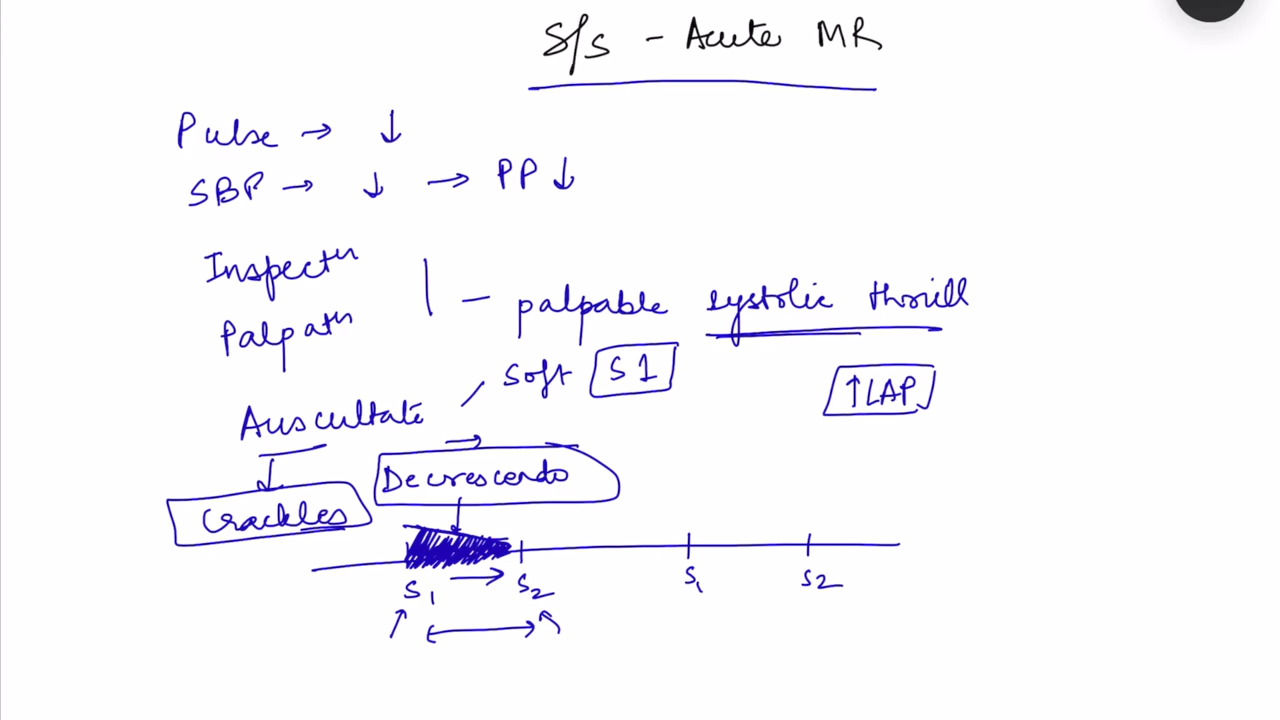 S/s - Acute MR
Pulse → ↓
SBP → ↓ → PP ↓
Inspectn
Palpatn
- palpable systolic thrill
Soft S1
↑LAP
Auscultate
Decrescendo
Crackles
S1 → S2 S1 S2